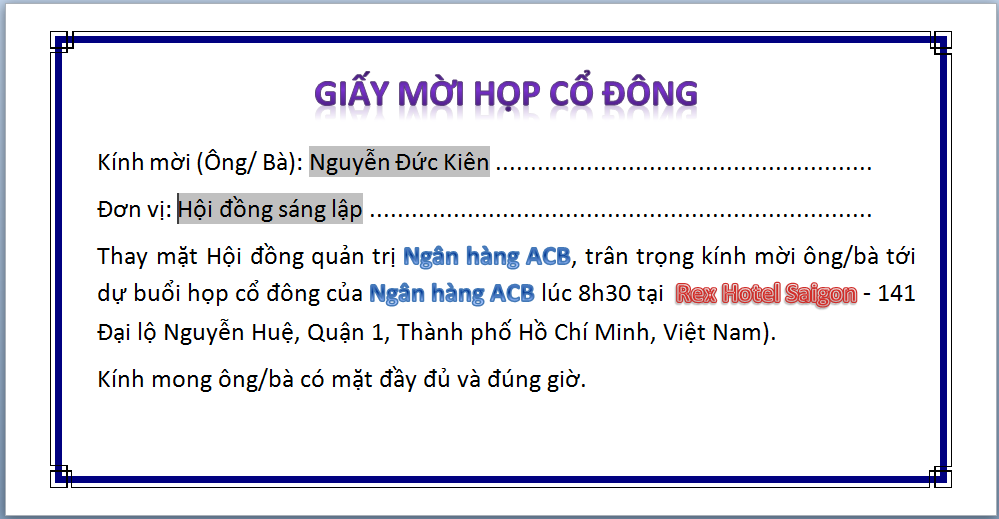 GIẤY MỜI HỌP CỔ ĐÔNG
Kính mời (Ông/ Bà): Nguyễn Đức Kiên ......................................................
Đơn vị: Hội đồng sáng lập ........................................................................
Thay mặt Hội đồng quản trị Ngân hàng ACB, trân trọng kính mời ông/bà tới
dự buổi họp cổ đông của Ngân hàng ACB lúc 8h30 tại Rex Hotel Saigon - 141
Đại lộ Nguyễn Huệ, Quận 1, Thành phố Hồ Chí Minh, Việt Nam).
Kính mong ông/bà có mặt đầy đủ và đúng giờ.